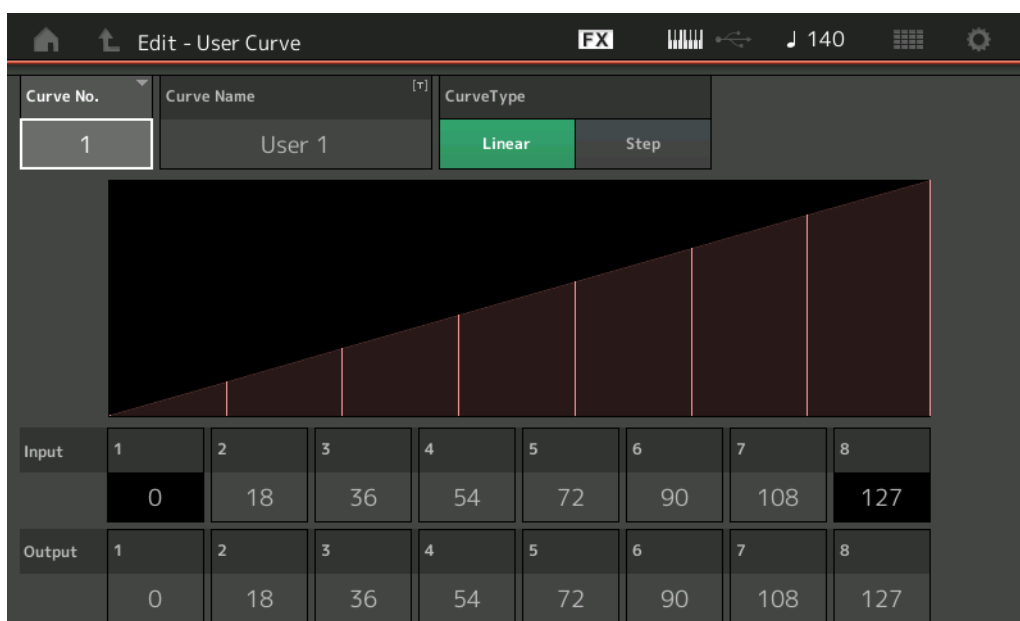 Edit - User Curve FX ♩ 140
Curve No. Curve Name [T] CurveType
1 User 1 Linear Step
Input 1 2 3 4 5 6 7 8
0 18 36 54 72 90 108 127
Output 1 2 3 4 5 6 7 8
0 18 36 54 72 90 108 127